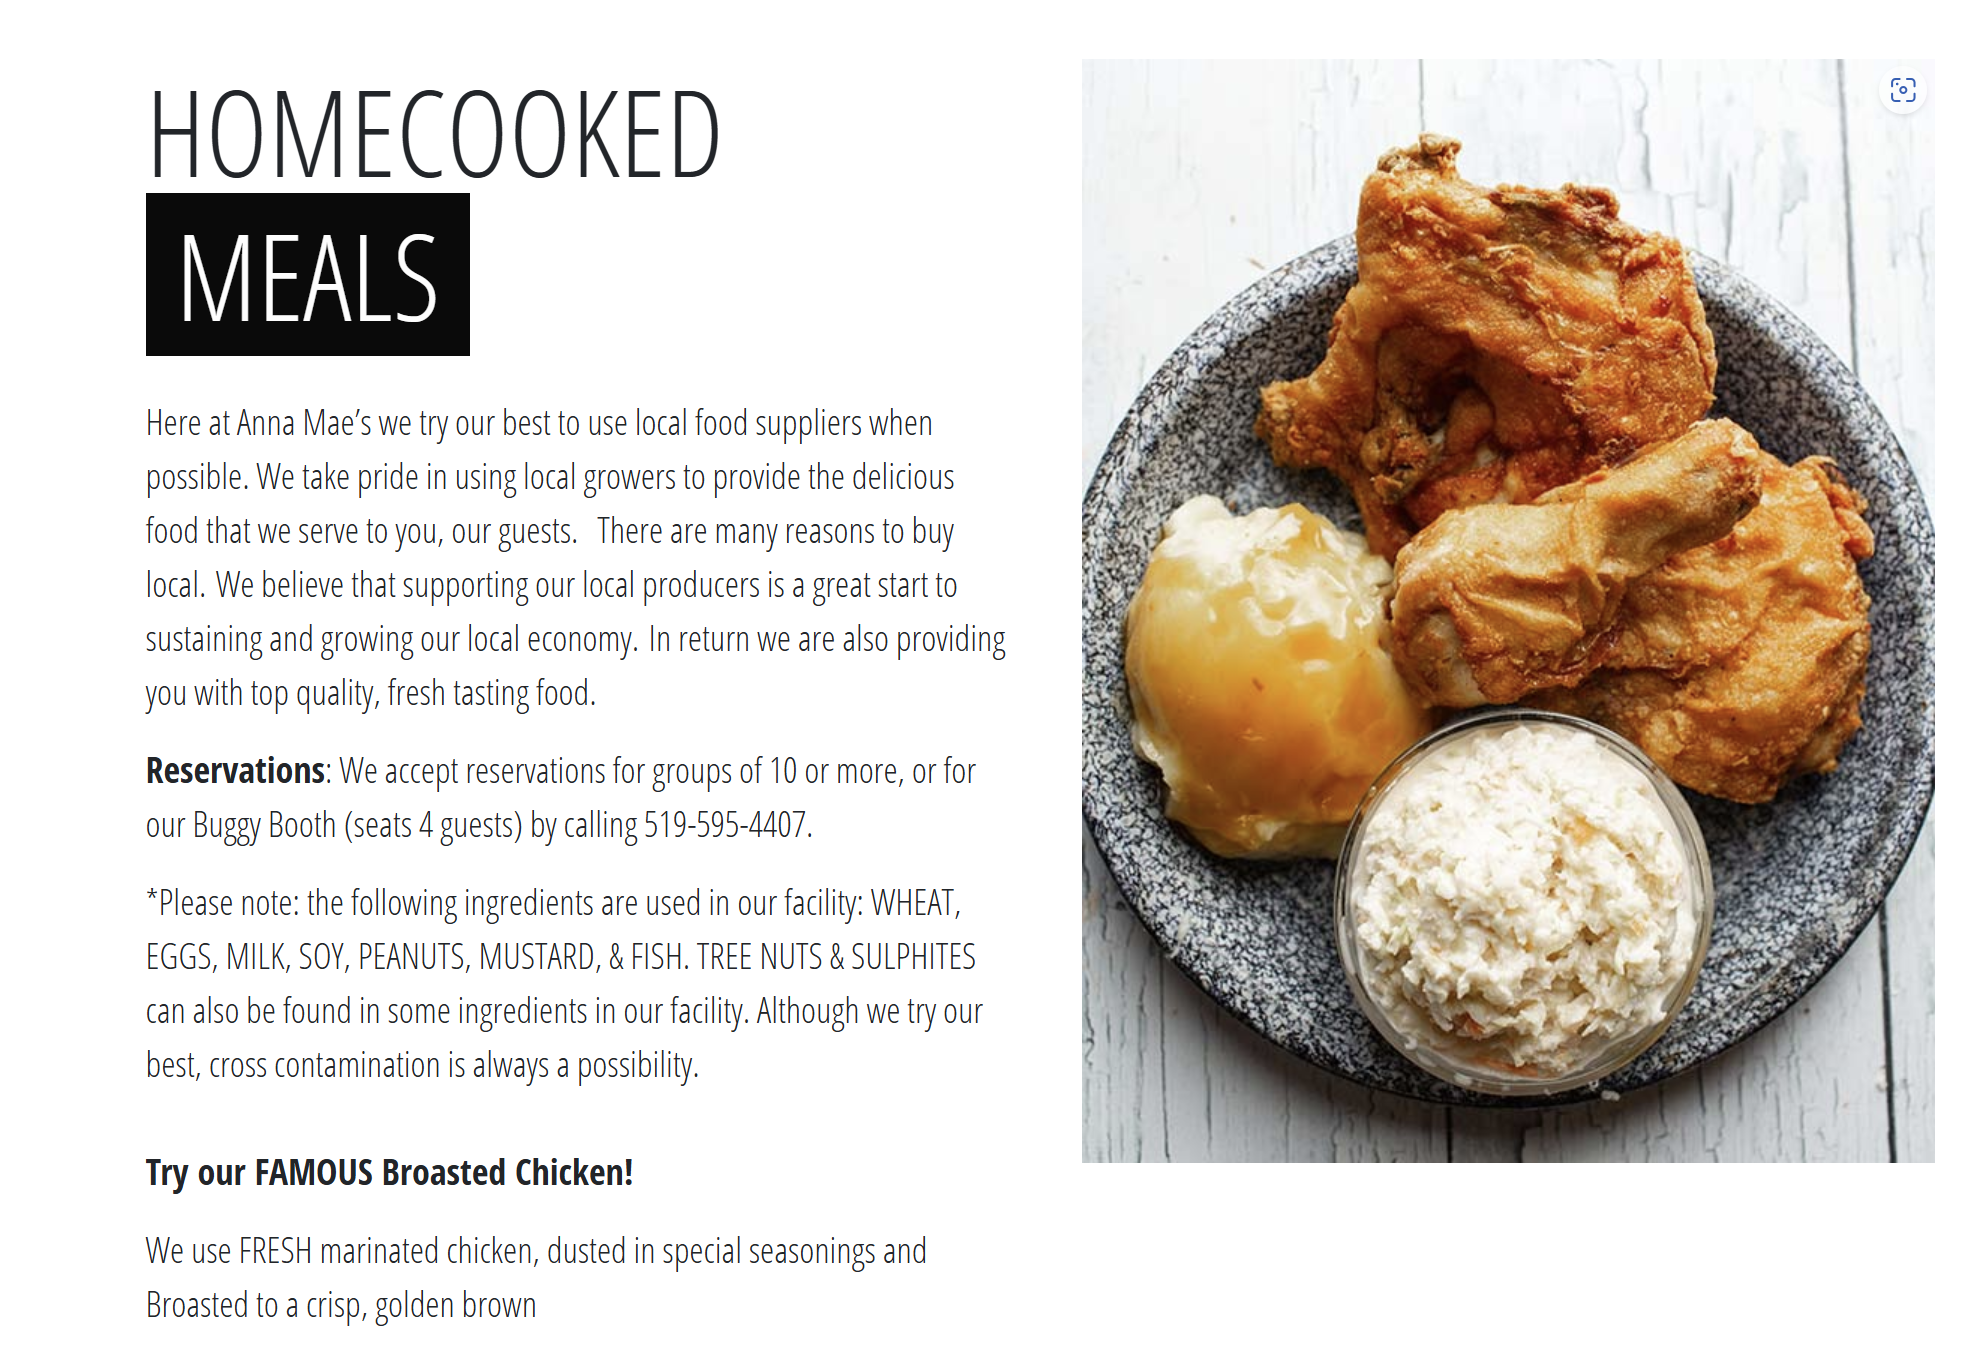 HOMECOOKED
MEALS
Here at Anna Mae’s we try our best to use local food suppliers when
possible. We take pride in using local growers to provide the delicious
food that we serve to you, our guests.   There are many reasons to buy
local.  We believe that supporting our local producers is a great start to
sustaining and growing our local economy.  In return we are also providing
you with top quality, fresh tasting food.
Reservations: We accept reservations for groups of 10 or more, or for
our Buggy Booth (seats 4 guests) by calling 519-595-4407.
*Please note: the following ingredients are used in our facility: WHEAT,
EGGS, MILK, SOY, PEANUTS, MUSTARD, & FISH. TREE NUTS & SULPHITES
can also be found in some ingredients in our facility. Although we try our
best, cross contamination is always a possibility.
Try our FAMOUS Broasted Chicken!
We use FRESH marinated chicken, dusted in special seasonings and
Broasted to a crisp, golden brown